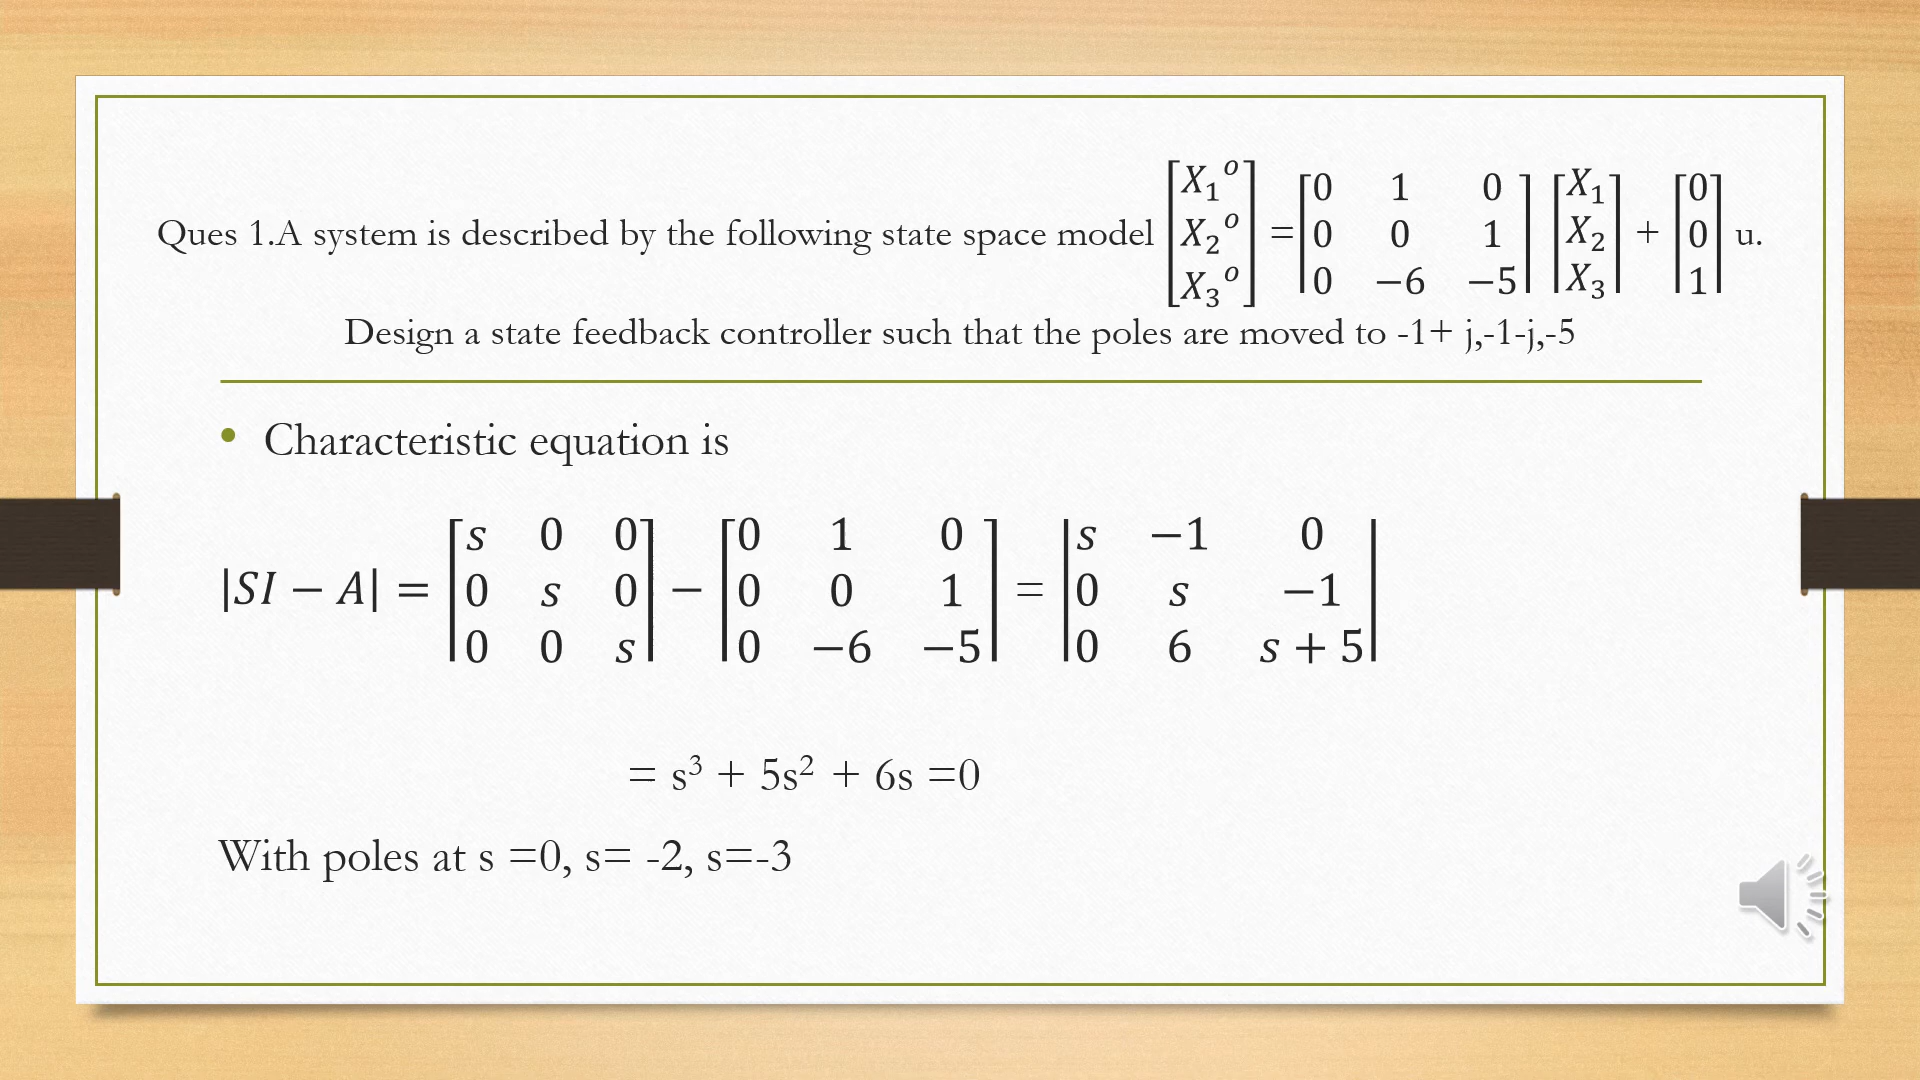 Ques 1.A system is described by the following state space model [X₁ᵒ X₂ᵒ X₃ᵒ] = [0 1 0; 0 0 1; 0 −6 −5] [X₁ X₂ X₃] + [0 0 1] u.
Design a state feedback controller such that the poles are moved to -1+ j,-1-j,-5
• Characteristic equation is
|SI − A| = [s 0 0; 0 s 0; 0 0 s] − [0 1 0; 0 0 1; 0 −6 −5] = |s −1 0; 0 s −1; 0 6 s + 5|
= s³ + 5s² + 6s =0
With poles at s =0, s= -2, s=-3